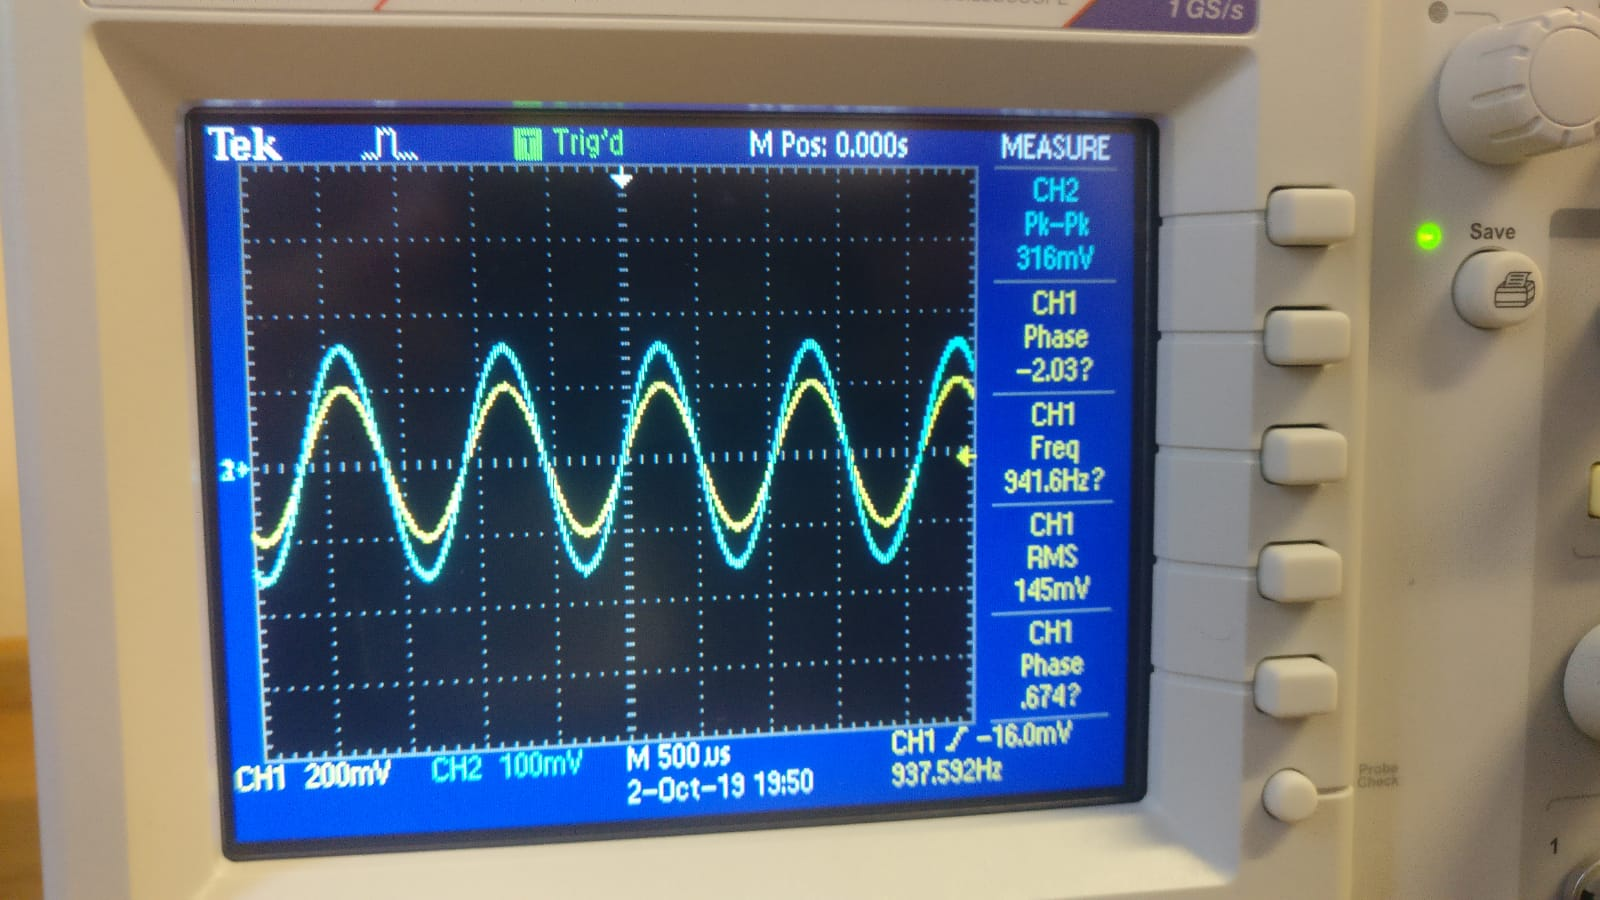 1 GS/s
Tek
T Trig'd
M Pos: 0.000s
MEASURE
CH2
Pk-Pk
316mV
CH1
Phase
-2.03?
CH1
Freq
941.6Hz?
CH1
RMS
145mV
CH1
Phase
.674?
CH1 200mV
CH2 100mV
M 500µs
CH1 -16.0mV
2-Oct-19 19:50
937.592Hz
Save
Probe
Check
1